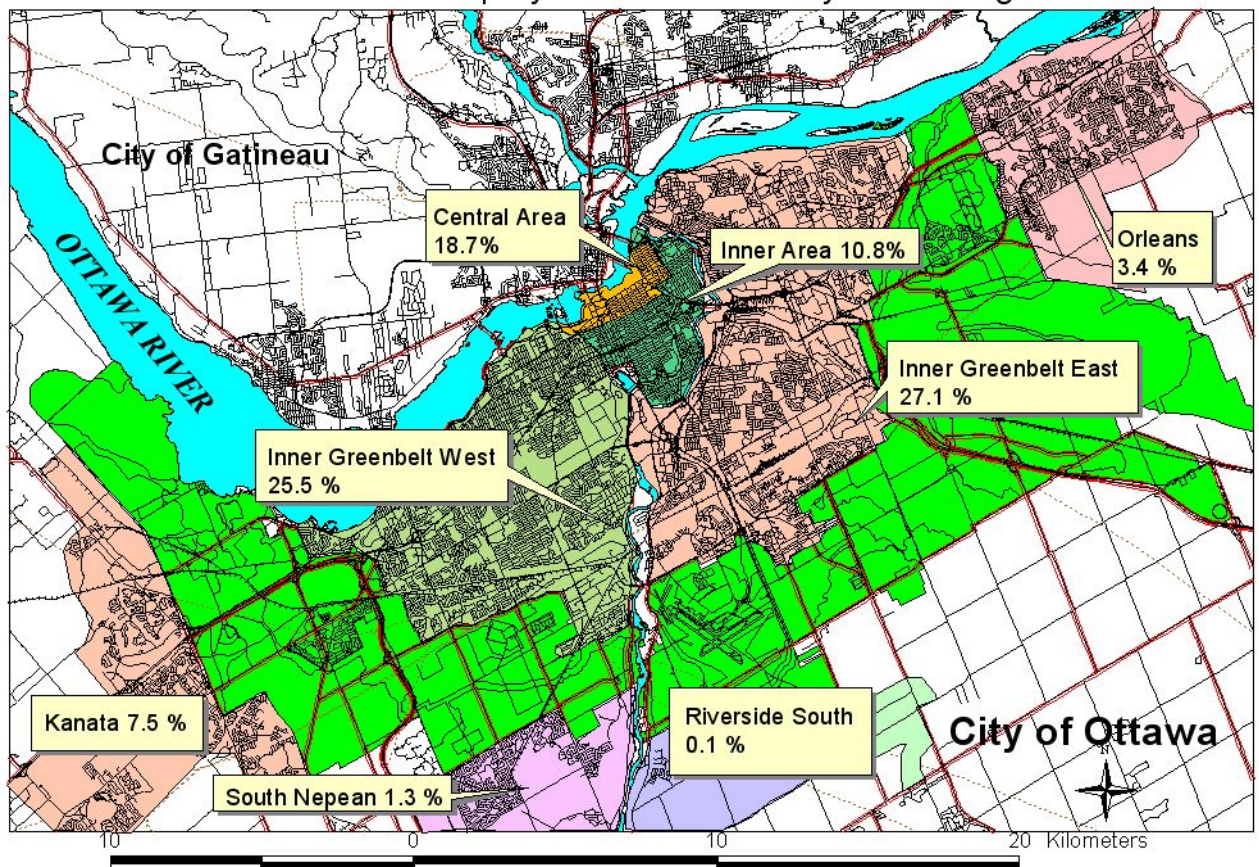 City of Gatineau
OTTAWA RIVER
Central Area
18.7%
Inner Area 10.8%
Orleans
3.4 %
Inner Greenbelt East
27.1 %
Inner Greenbelt West
25.5 %
Kanata 7.5 %
Riverside South
0.1 %
City of Ottawa
South Nepean 1.3 %
10 0 10 20 Kilometers